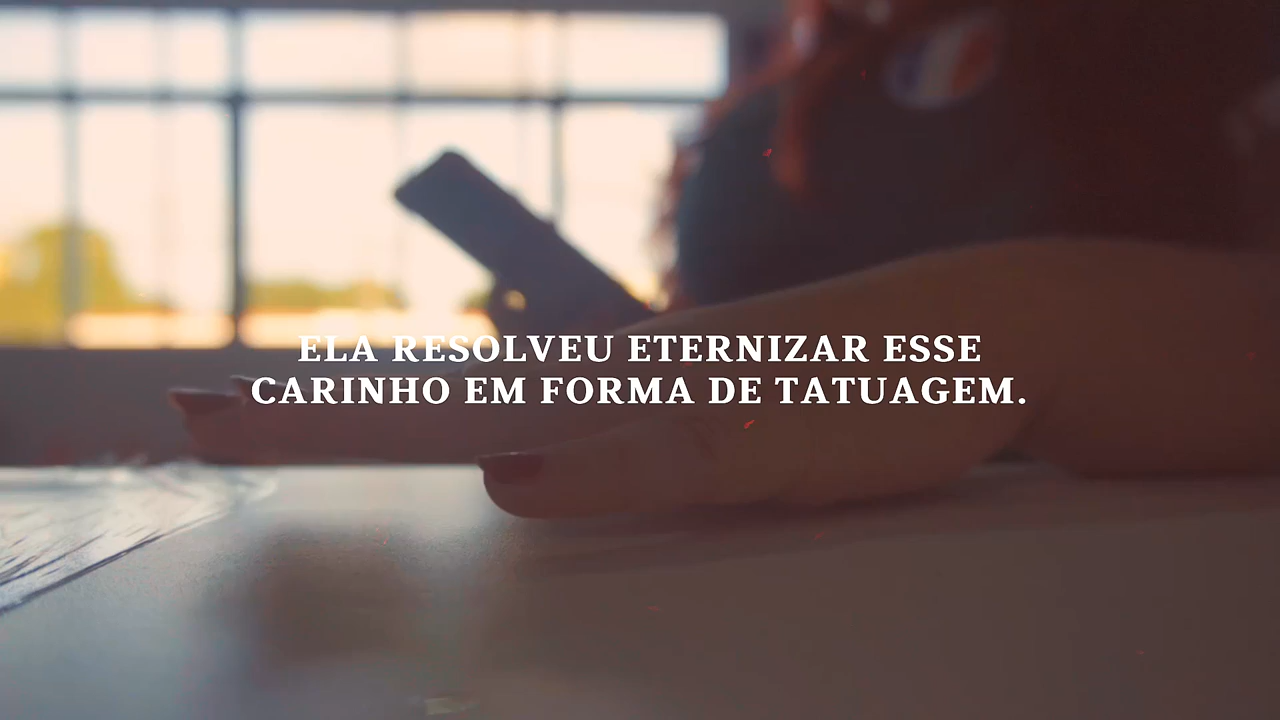 ELA RESOLVEU ETERNIZAR ESSE
CARINHO EM FORMA DE TATUAGEM.